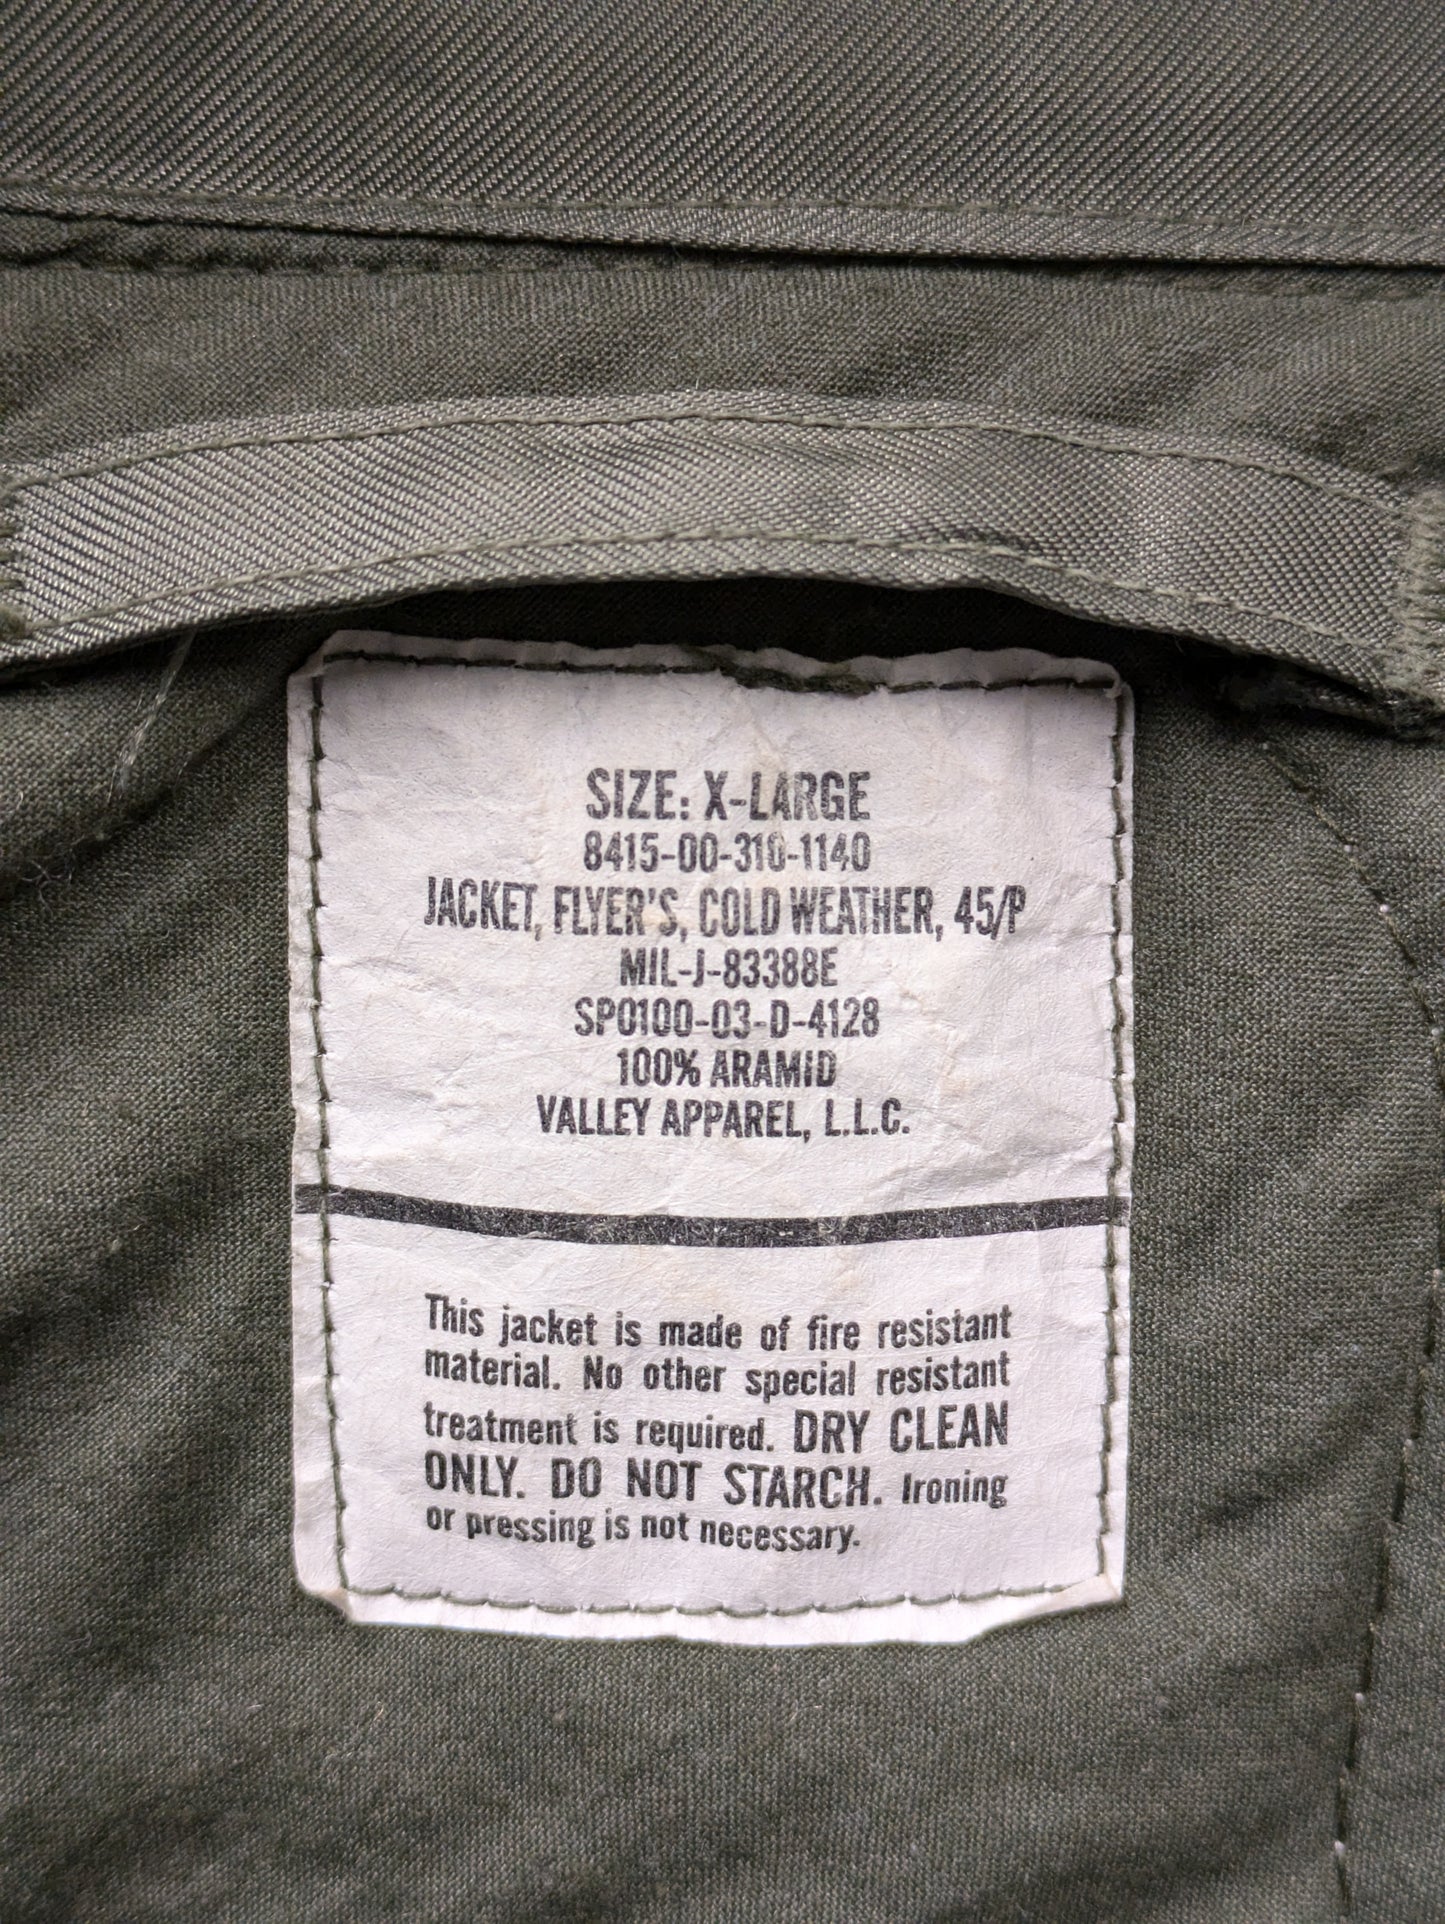 SIZE: X-LARGE
8415-00-310-1140
JACKET, FLYER'S, COLD WEATHER, 45/P
MIL-J-83388E
SPO100-03-D-4128
100% ARAMID
VALLEY APPAREL, L.L.C.
This jacket is made of fire resistant
material. No other special resistant
treatment is required. DRY CLEAN
ONLY. DO NOT STARCH. Ironing
or pressing is not necessary.